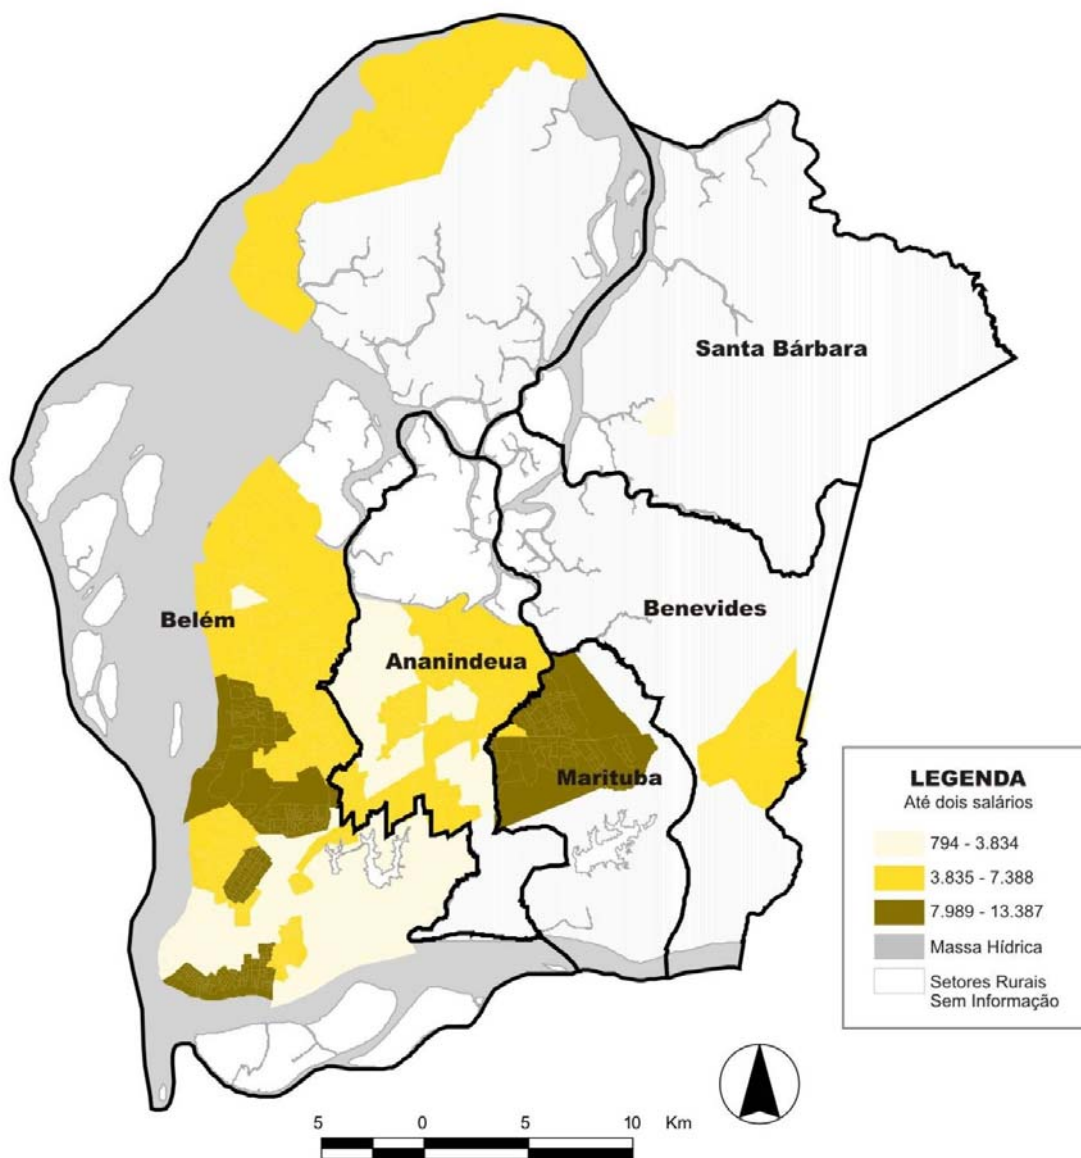 Santa Bárbara
Benevides
Belém
Ananindeua
Marituba
LEGENDA
Até dois salários
794 - 3.834
3.835 - 7.388
7.989 - 13.387
Massa Hídrica
Setores Rurais
Sem Informação
5 0 5 10 Km